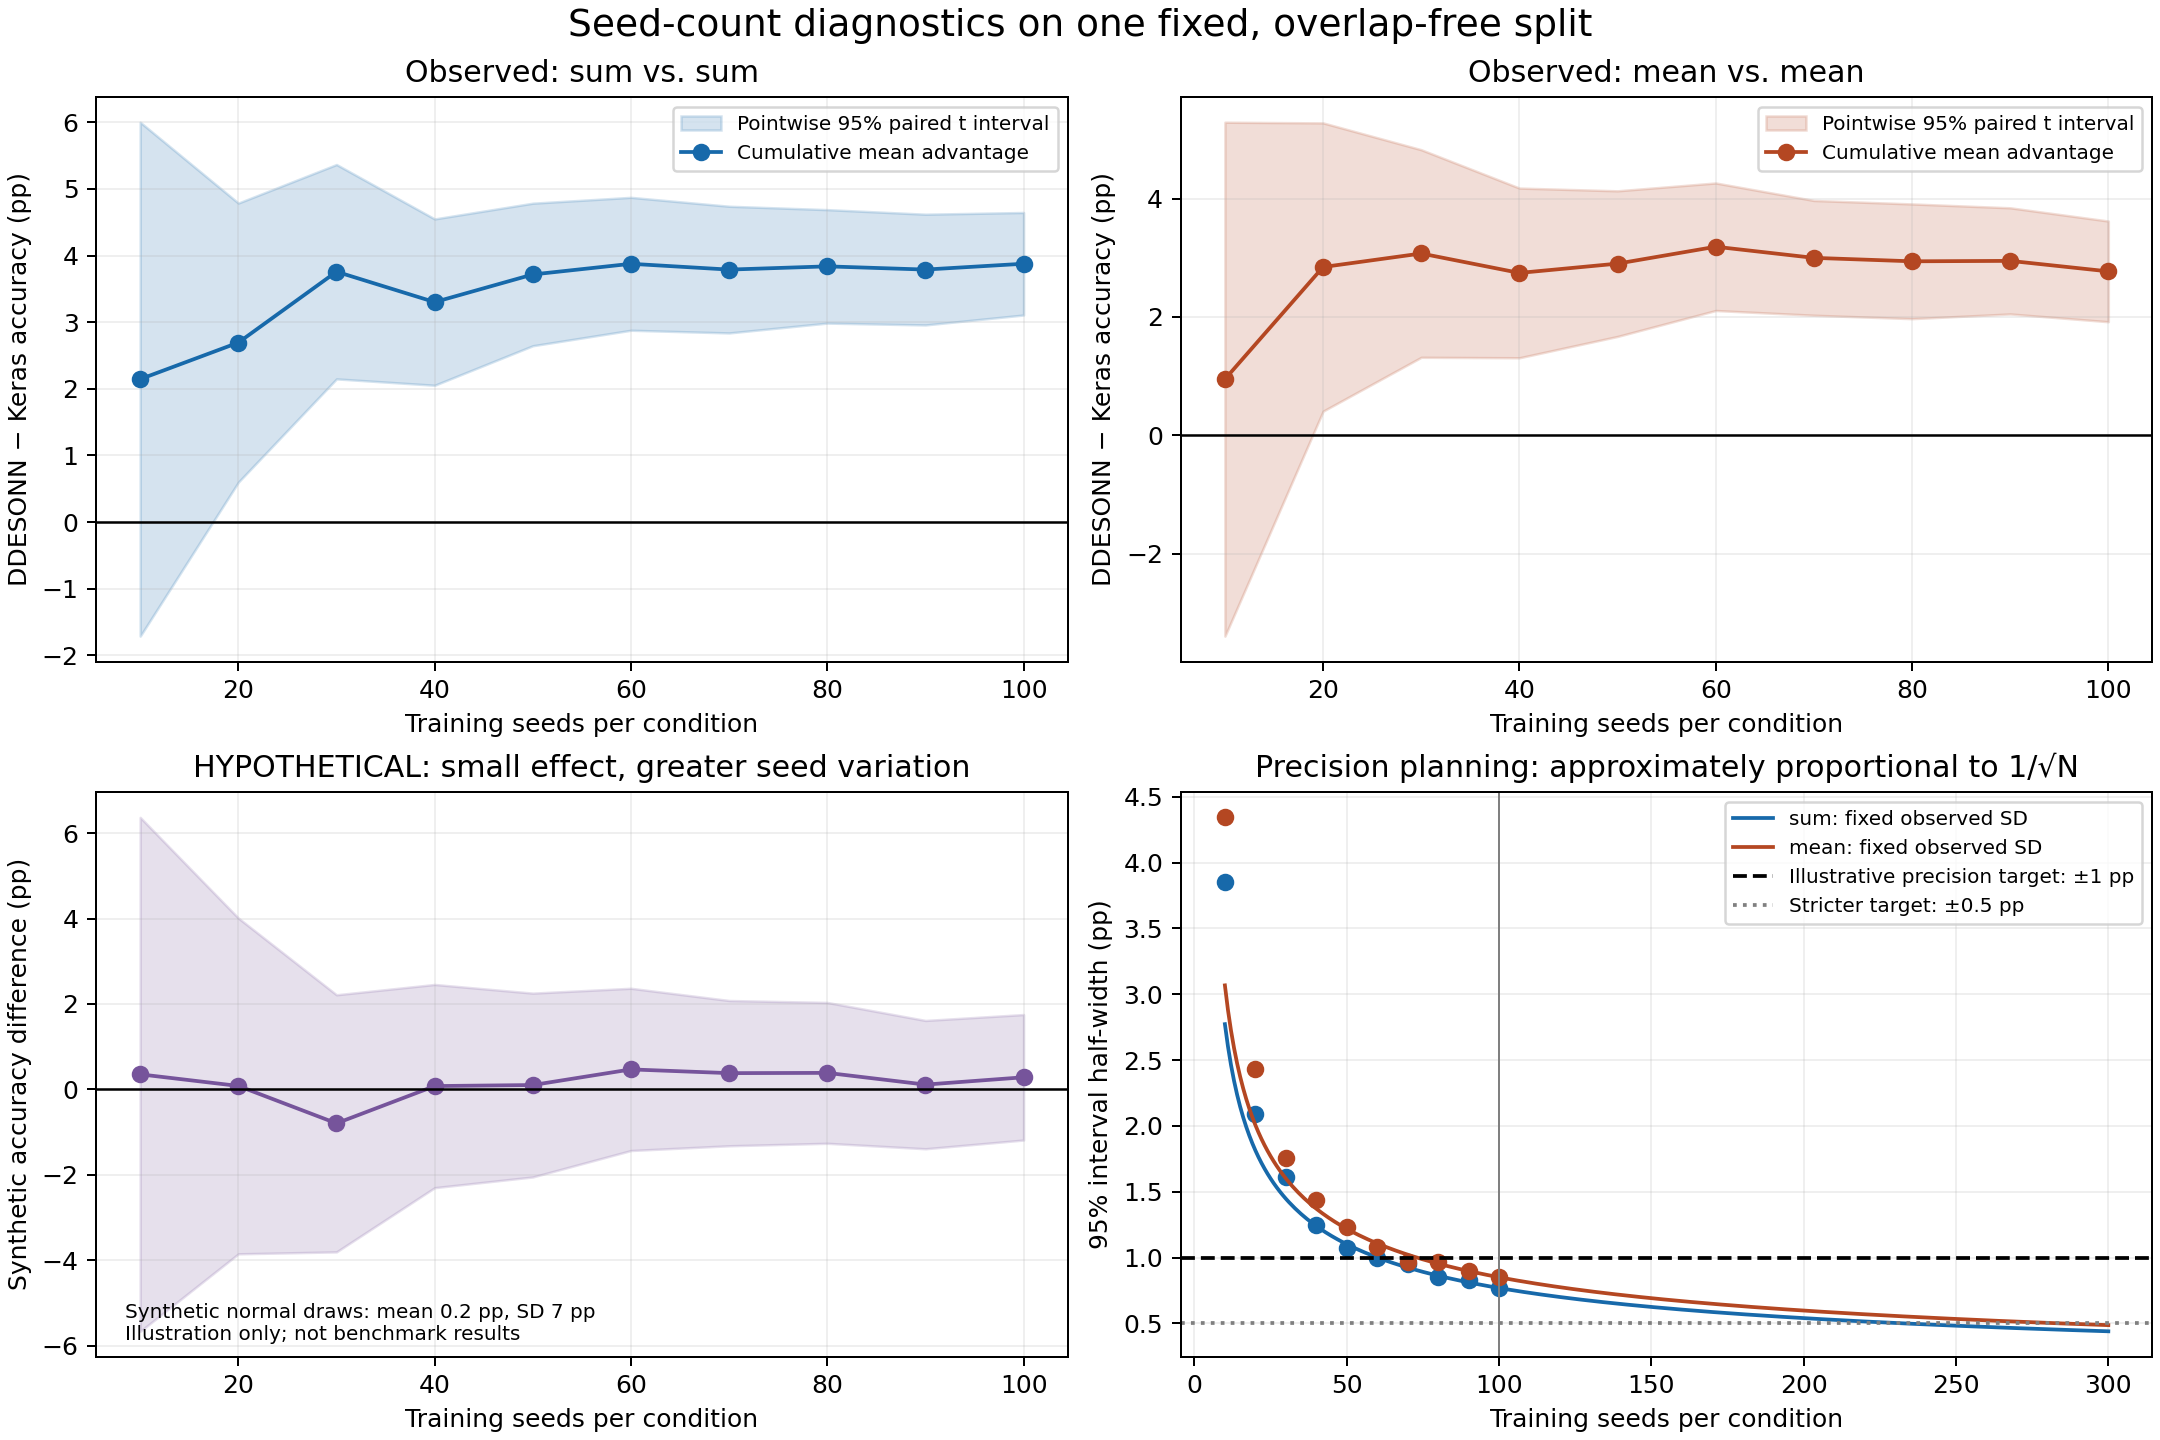 Seed-count diagnostics on one fixed, overlap-free split
Observed: sum vs. sum
DDESONN − Keras accuracy (pp)
6
5
4
3
2
1
0
−1
−2
Pointwise 95% paired t interval
Cumulative mean advantage
20
40
60
80
100
Training seeds per condition
Observed: mean vs. mean
DDESONN − Keras accuracy (pp)
4
2
0
−2
Pointwise 95% paired t interval
Cumulative mean advantage
20
40
60
80
100
Training seeds per condition
HYPOTHETICAL: small effect, greater seed variation
Synthetic accuracy difference (pp)
6
4
2
0
−2
−4
−6
Synthetic normal draws: mean 0.2 pp, SD 7 pp
Illustration only; not benchmark results
20
40
60
80
100
Training seeds per condition
Precision planning: approximately proportional to 1/√N
95% interval half-width (pp)
4.5
4.0
3.5
3.0
2.5
2.0
1.5
1.0
0.5
sum: fixed observed SD
mean: fixed observed SD
Illustrative precision target: ±1 pp
Stricter target: ±0.5 pp
0
50
100
150
200
250
300
Training seeds per condition